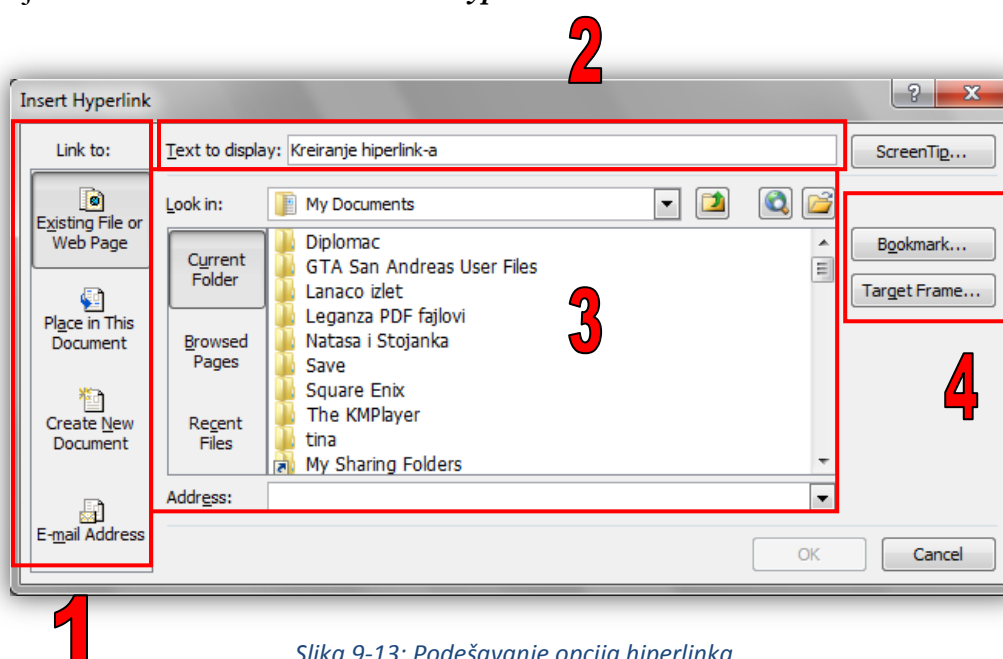 2
Insert Hyperlink
Link to:
Text to display: Kreiranje hiperlink-a
ScreenTip...
Existing File or
Web Page
Place in This
Document
Create New
Document
E-mail Address
Look in: My Documents
Current
Folder
Browsed
Pages
Recent
Files
Diplomac
GTA San Andreas User Files
Lanaco izlet
Leganza PDF fajlovi
Natasa i Stojanka
Save
Square Enix
The KMPlayer
tina
My Sharing Folders
3
Address:
Bookmark...
Target Frame...
4
OK
Cancel
1
Slika 9-13: Podešavanje opcija hiperlinka